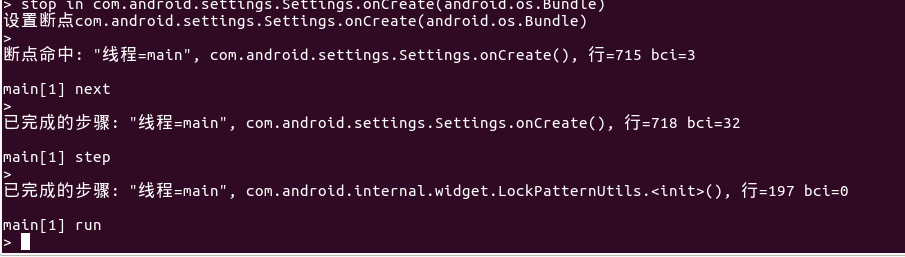 > stop in com.android.settings.Settings.onCreate(android.os.Bundle)
设置断点com.android.settings.Settings.onCreate(android.os.Bundle)
>
断点命中: "线程=main", com.android.settings.Settings.onCreate(), 行=715 bci=3
main[1] next
>
已完成的步骤: "线程=main", com.android.settings.Settings.onCreate(), 行=718 bci=32
main[1] step
>
已完成的步骤: "线程=main", com.android.internal.widget.LockPatternUtils.<init>(), 行=197 bci=0
main[1] run
>